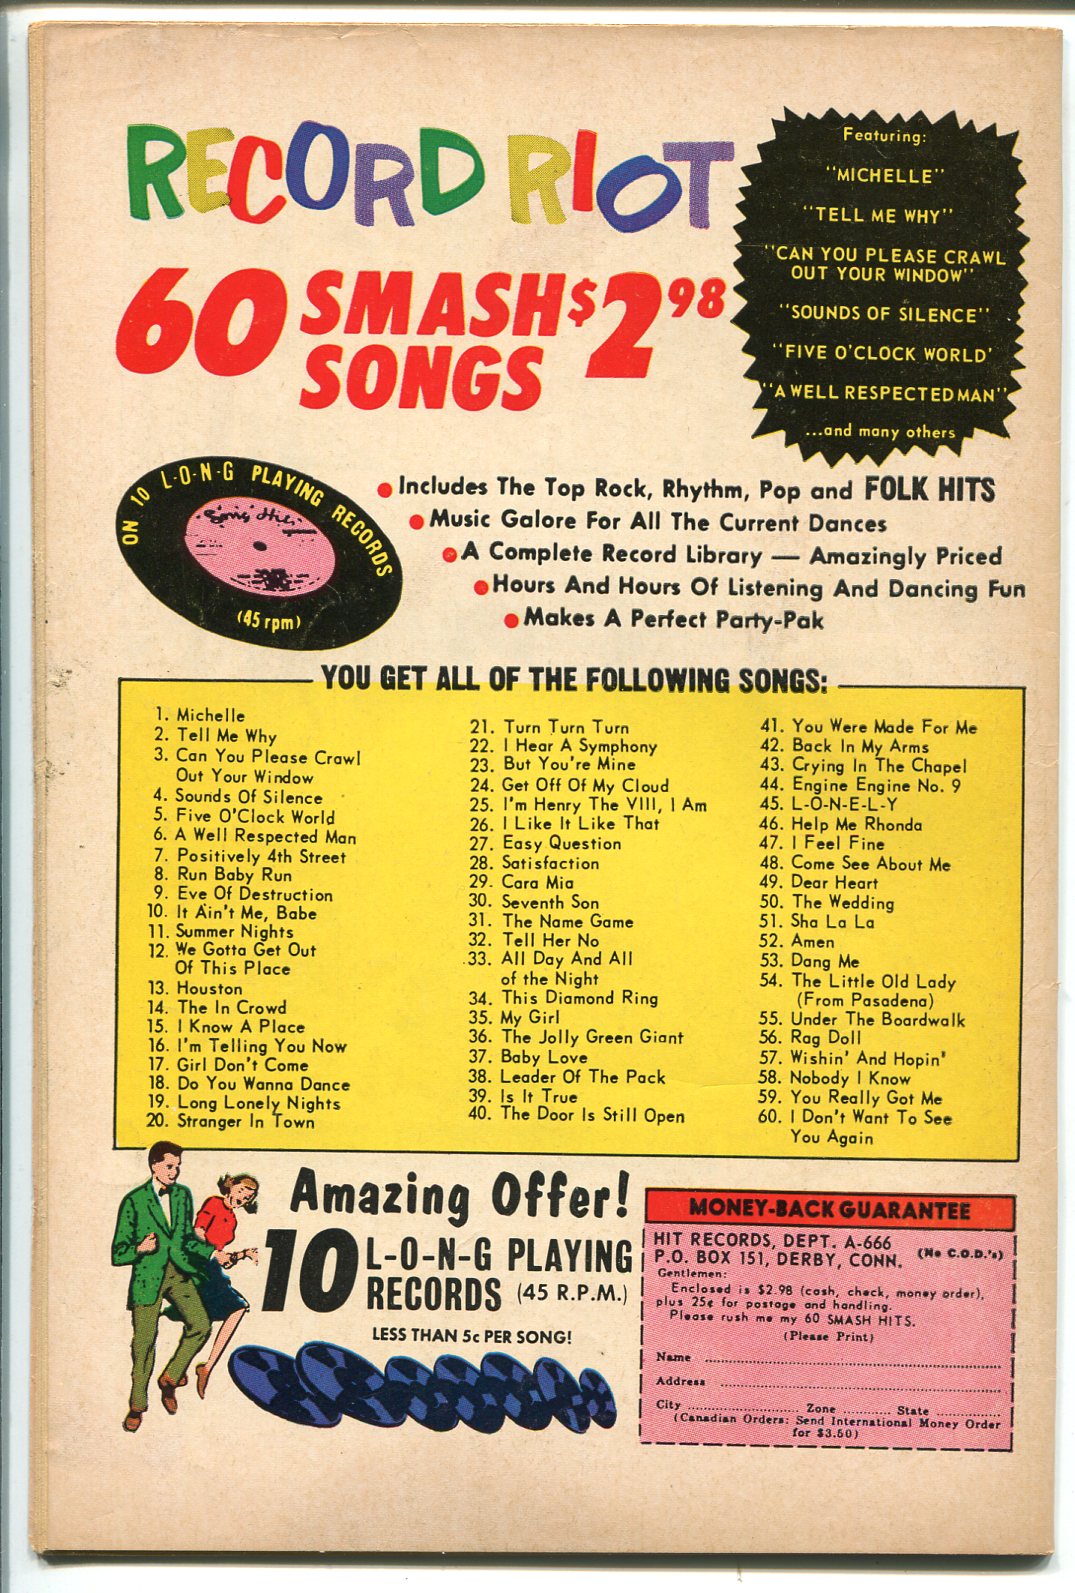 RECORD RIOT
60 SMASH SONGS $2 98
Featuring:
"MICHELLE"
"TELL ME WHY"
"CAN YOU PLEASE CRAWL
OUT YOUR WINDOW"
"SOUNDS OF SILENCE"
"FIVE O'CLOCK WORLD'
"A WELL RESPECTED MAN"
...and many others
ON 10 L-O-N-G PLAYING RECORDS
(45 rpm)
• Includes The Top Rock, Rhythm, Pop and FOLK HITS
• Music Galore For All The Current Dances
• A Complete Record Library — Amazingly Priced
• Hours And Hours Of Listening And Dancing Fun
• Makes A Perfect Party-Pak
YOU GET ALL OF THE FOLLOWING SONGS:
1. Michelle
2. Tell Me Why
3. Can You Please Crawl
Out Your Window
4. Sounds Of Silence
5. Five O'Clock World
6. A Well Respected Man
7. Positively 4th Street
8. Run Baby Run
9. Eve Of Destruction
10. It Ain't Me, Babe
11. Summer Nights
12. We Gotta Get Out
Of This Place
13. Houston
14. The In Crowd
15. I Know A Place
16. I'm Telling You Now
17. Girl Don't Come
18. Do You Wanna Dance
19. Long Lonely Nights
20. Stranger In Town
21. Turn Turn Turn
22. I Hear A Symphony
23. But You're Mine
24. Get Off Of My Cloud
25. I'm Henry The VIII, I Am
26. I Like It Like That
27. Easy Question
28. Satisfaction
29. Cara Mia
30. Seventh Son
31. The Name Game
32. Tell Her No
33. All Day And All
of the Night
34. This Diamond Ring
35. My Girl
36. The Jolly Green Giant
37. Baby Love
38. Leader Of The Pack
39. Is It True
40. The Door Is Still Open
41. You Were Made For Me
42. Back In My Arms
43. Crying In The Chapel
44. Engine Engine No. 9
45. L-O-N-E-L-Y
46. Help Me Rhonda
47. I Feel Fine
48. Come See About Me
49. Dear Heart
50. The Wedding
51. Sha La La
52. Amen
53. Dang Me
54. The Little Old Lady
(From Pasadena)
55. Under The Boardwalk
56. Rag Doll
57. Wishin' And Hopin'
58. Nobody I Know
59. You Really Got Me
60. I Don't Want To See
You Again
Amazing Offer!
10 L-O-N-G PLAYING
RECORDS (45 R.P.M.)
LESS THAN 5c PER SONG!
MONEY-BACK GUARANTEE
HIT RECORDS, DEPT. A-666
P.O. BOX 151, DERBY, CONN. (No C.O.D.'s)
Gentlemen:
Enclosed is $2.98 (cash, check, money order),
plus 25¢ for postage and handling.
Please rush me my 60 SMASH HITS.
(Please Print)
Name
Address
City Zone State
(Canadian Orders: Send International Money Order
for $3.50)